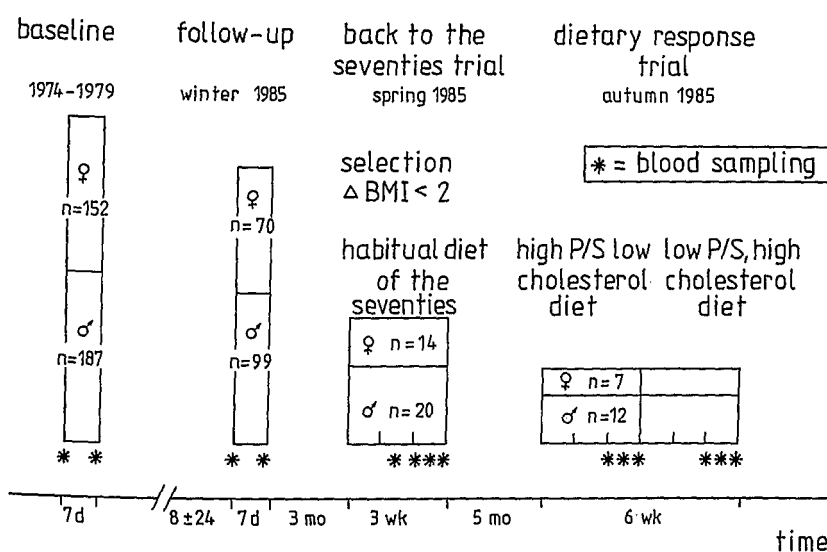 baseline
1974-1979
♀
n=152
♂
n=187
* *
follow-up
winter 1985
♀
n=70
♂
n=99
* *
back to the
seventies trial
spring 1985
selection
△ BMI < 2
habitual diet
of the
seventies
♀ n=14
♂ n=20
* ***
dietary response
trial
autumn 1985
* = blood sampling
high P/S low
cholesterol
diet
low P/S, high
cholesterol
diet
♀ n=7
♂ n=12
*** ***
7d 8±24 7d 3 mo 3 wk 5 mo 6 wk
time